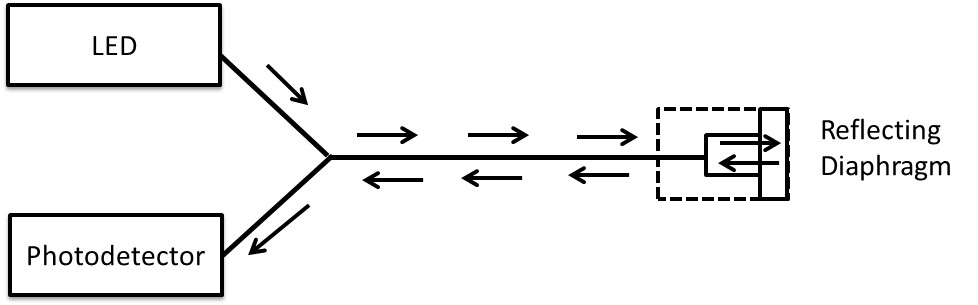 LED
Reflecting
Diaphragm
Photodetector